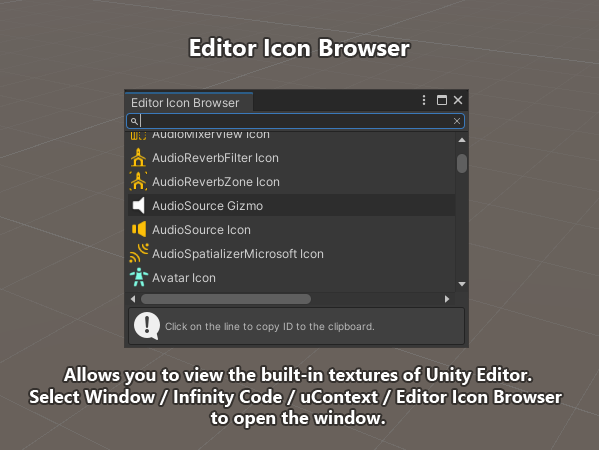 Editor Icon Browser
Editor Icon Browser
AudioMixerView Icon
AudioReverbFilter Icon
AudioReverbZone Icon
AudioSource Gizmo
AudioSource Icon
AudioSpatializerMicrosoft Icon
Avatar Icon
Click on the line to copy ID to the clipboard.
Allows you to view the built-in textures of Unity Editor.
Select Window / Infinity Code / uContext / Editor Icon Browser
to open the window.